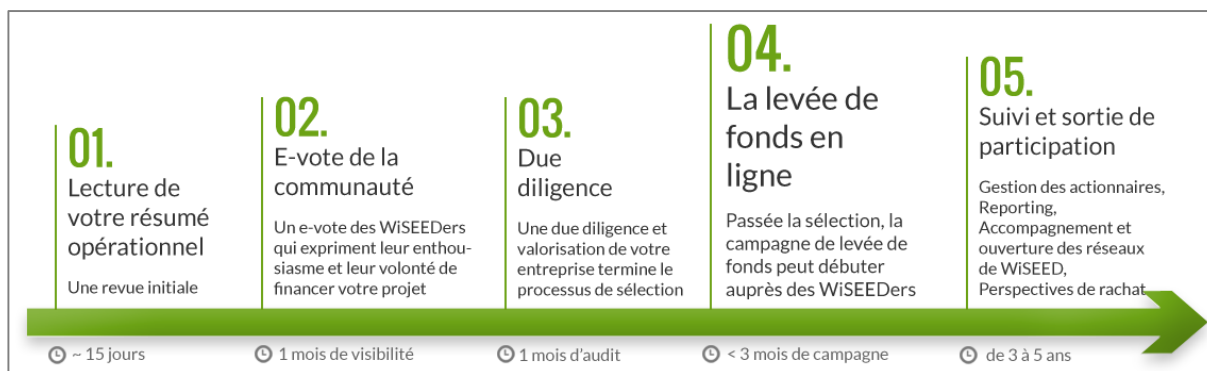 01.
Lecture de
votre résumé
opérationnel
Une revue initiale
~ 15 jours
02.
E-vote de la
communauté
Un e-vote des WiSEEDers
qui expriment leur enthou-
siasme et leur volonté de
financer votre projet
1 mois de visibilité
03.
Due
diligence
Une due diligence et
valorisation de votre
entreprise termine le
processus de sélection
1 mois d'audit
04.
La levée de
fonds en
ligne
Passée la sélection, la
campagne de levée de
fonds peut débuter
auprès des WiSEEDers
< 3 mois de campagne
05.
Suivi et sortie de
participation
Gestion des actionnaires,
Reporting,
Accompagnement et
ouverture des réseaux
de WiSEED,
Perspectives de rachat
de 3 à 5 ans